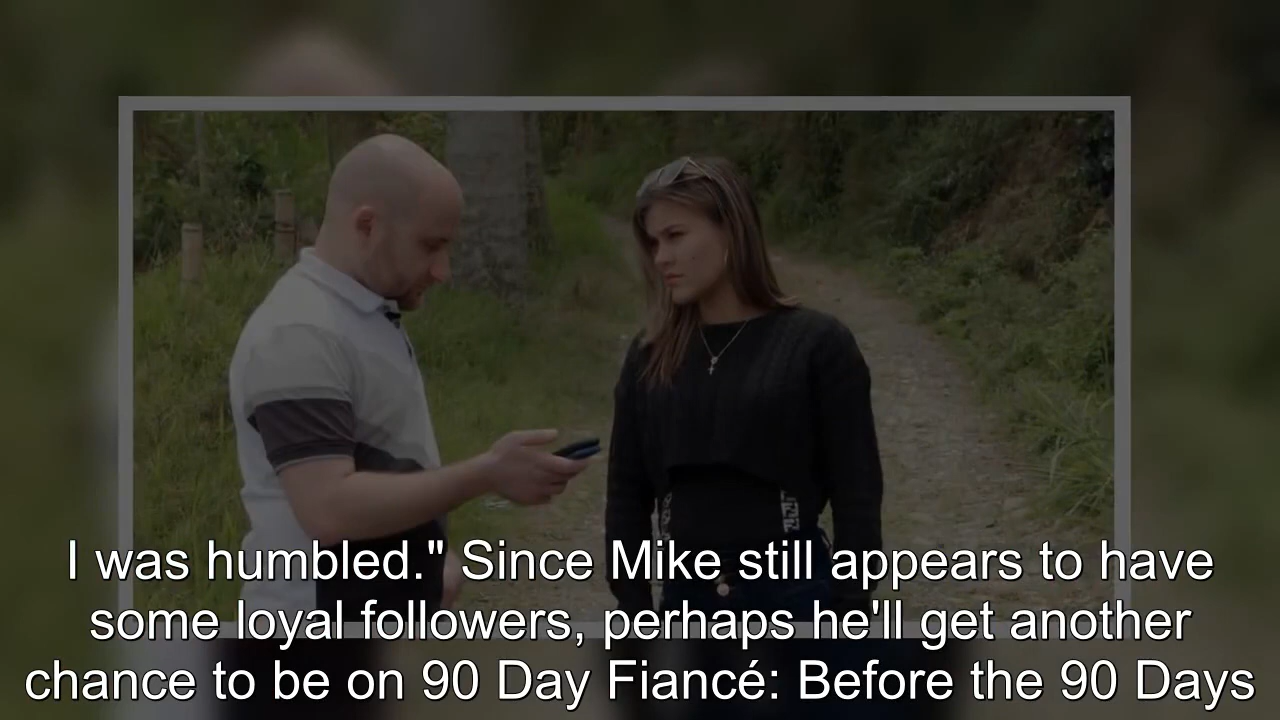 I was humbled." Since Mike still appears to have
some loyal followers, perhaps he'll get another
chance to be on 90 Day Fiancé: Before the 90 Days